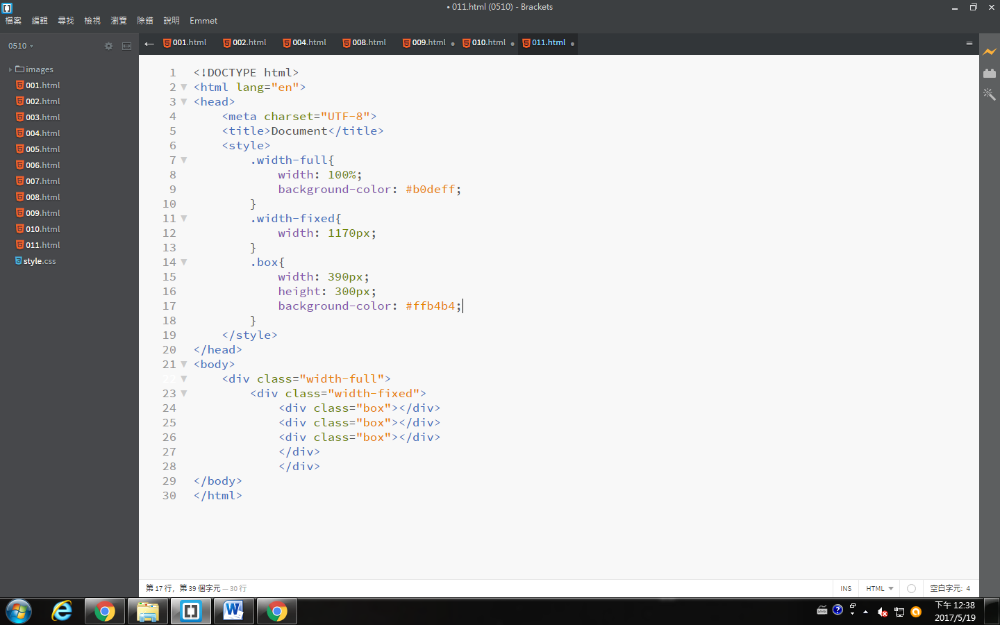 • 011.html (0510) - Brackets
檔案 編輯 尋找 檢視 瀏覽 除錯 說明 Emmet
0510
001.html 002.html 004.html 008.html 009.html 010.html 011.html
images
001.html
002.html
003.html
004.html
005.html
006.html
007.html
008.html
009.html
010.html
011.html
style.css
1 <!DOCTYPE html>
2 <html lang="en">
3 <head>
4 <meta charset="UTF-8">
5 <title>Document</title>
6 <style>
7 .width-full{
8 width: 100%;
9 background-color: #b0deff;
10 }
11 .width-fixed{
12 width: 1170px;
13 }
14 .box{
15 width: 390px;
16 height: 300px;
17 background-color: #ffb4b4;
18 }
19 </style>
20 </head>
21 <body>
22 <div class="width-full">
23 <div class="width-fixed">
24 <div class="box"></div>
25 <div class="box"></div>
26 <div class="box"></div>
27 </div>
28 </div>
29 </body>
30 </html>
第 17 行，第 39 個字元 — 30 行
INS HTML 空白字元: 4
下午 12:38
2017/5/19